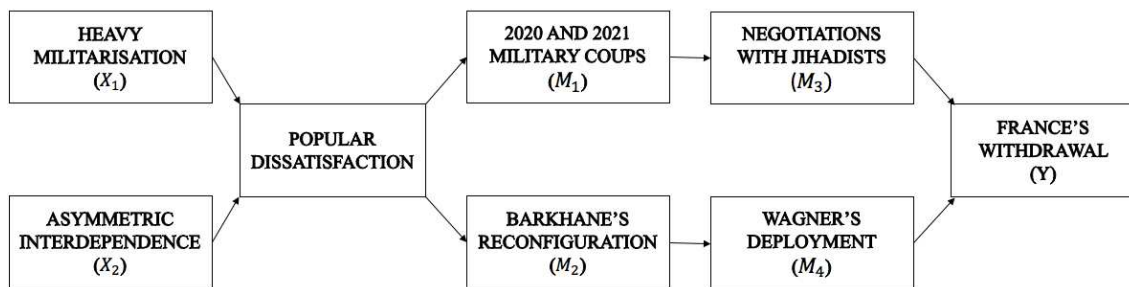 HEAVY
MILITARISATION
(X₁)
ASYMMETRIC
INTERDEPENDENCE
(X₂)
POPULAR
DISSATISFACTION
2020 AND 2021
MILITARY COUPS
(M₁)
BARKHANE'S
RECONFIGURATION
(M₂)
NEGOTIATIONS
WITH JIHADISTS
(M₃)
WAGNER'S
DEPLOYMENT
(M₄)
FRANCE'S
WITHDRAWAL
(Y)